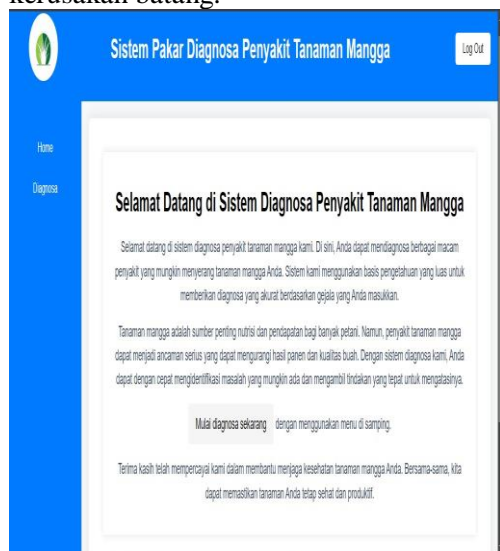 kerusakan batang.
Sistem Pakar Diagnosa Penyakit Tanaman Mangga
Log Out
Home
Diagnosa
Selamat Datang di Sistem Diagnosa Penyakit Tanaman Mangga
Selamat datang di sistem diagnosa penyakit tanaman mangga kami. Di sini, Anda dapat mendiagnosa berbagai macam
penyakit yang mungkin menyerang tanaman mangga Anda. Sistem kami menggunakan basis pengetahuan yang luas untuk
memberikan diagnosa yang akurat berdasarkan gejala yang Anda masukkan.
Tanaman mangga adalah sumber penting nutrisi dan pendapatan bagi banyak petani. Namun, penyakit tanaman mangga
dapat menjadi ancaman serius yang dapat mengurangi hasil panen dan kualitas buah. Dengan sistem diagnosa kami, Anda
dapat dengan cepat mengidentifikasi masalah yang mungkin ada dan mengambil tindakan yang tepat untuk mengatasinya.
Mulai diagnosa sekarang dengan menggunakan menu di samping.
Terima kasih telah mempercayai kami dalam membantu menjaga kesehatan tanaman mangga Anda. Bersama-sama, kita
dapat memastikan tanaman Anda tetap sehat dan produktif.